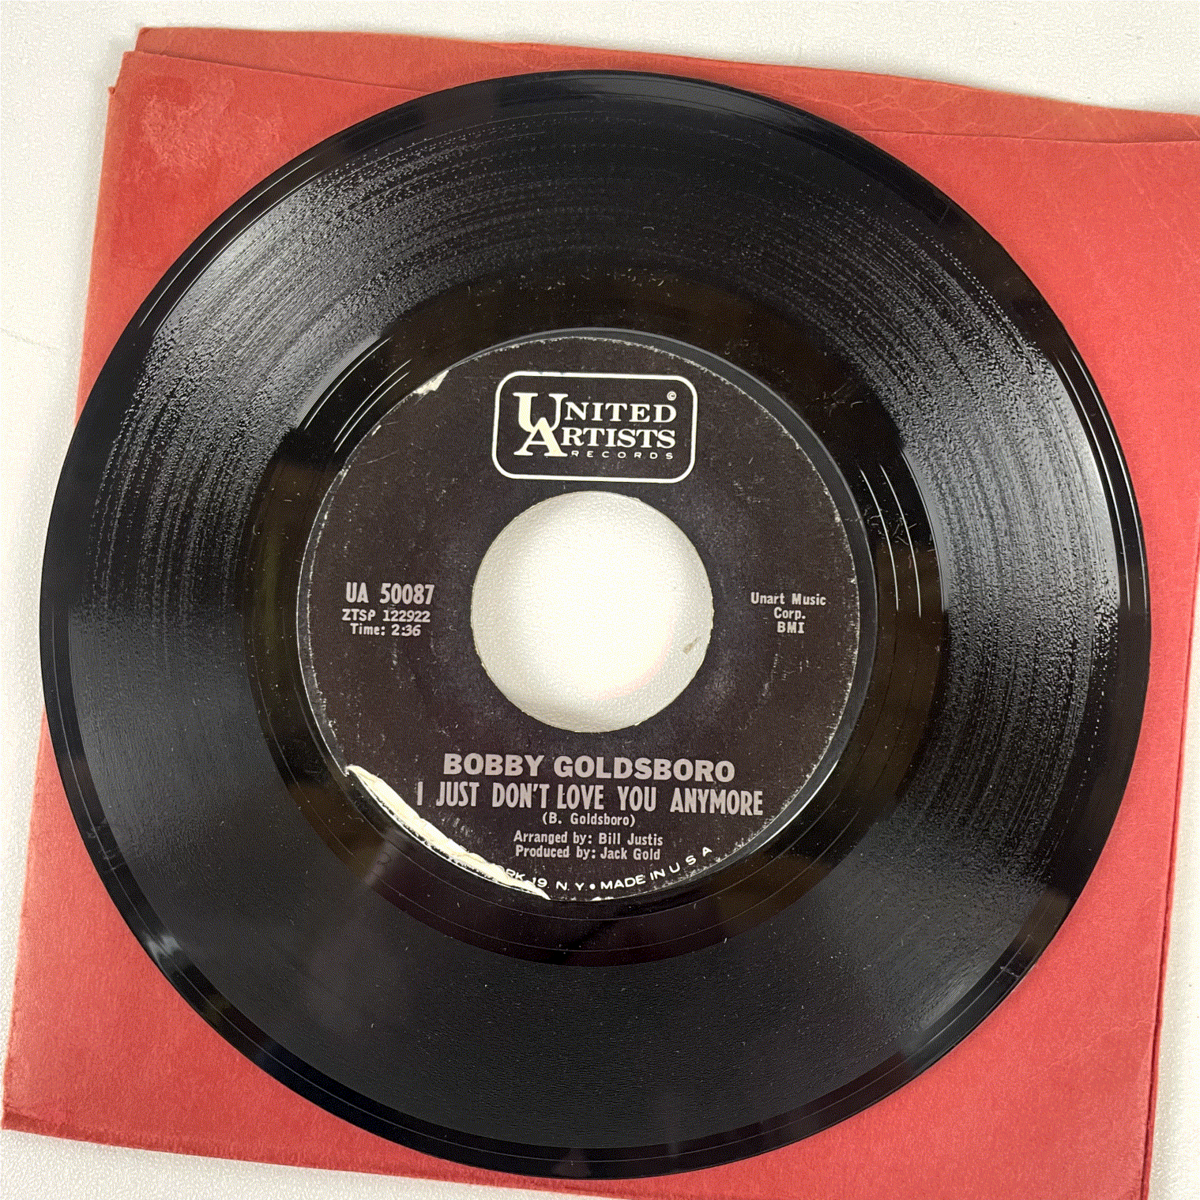 UNITED ©
ARTISTS
RECORDS
UA 50087
ZTSP 122922
Time: 2:36
Unart Music
Corp.
BMI
BOBBY GOLDSBORO
I JUST DON'T LOVE YOU ANYMORE
(B. Goldsboro)
Arranged by: Bill Justis
Produced by: Jack Gold
19, N. Y • MADE IN U S A